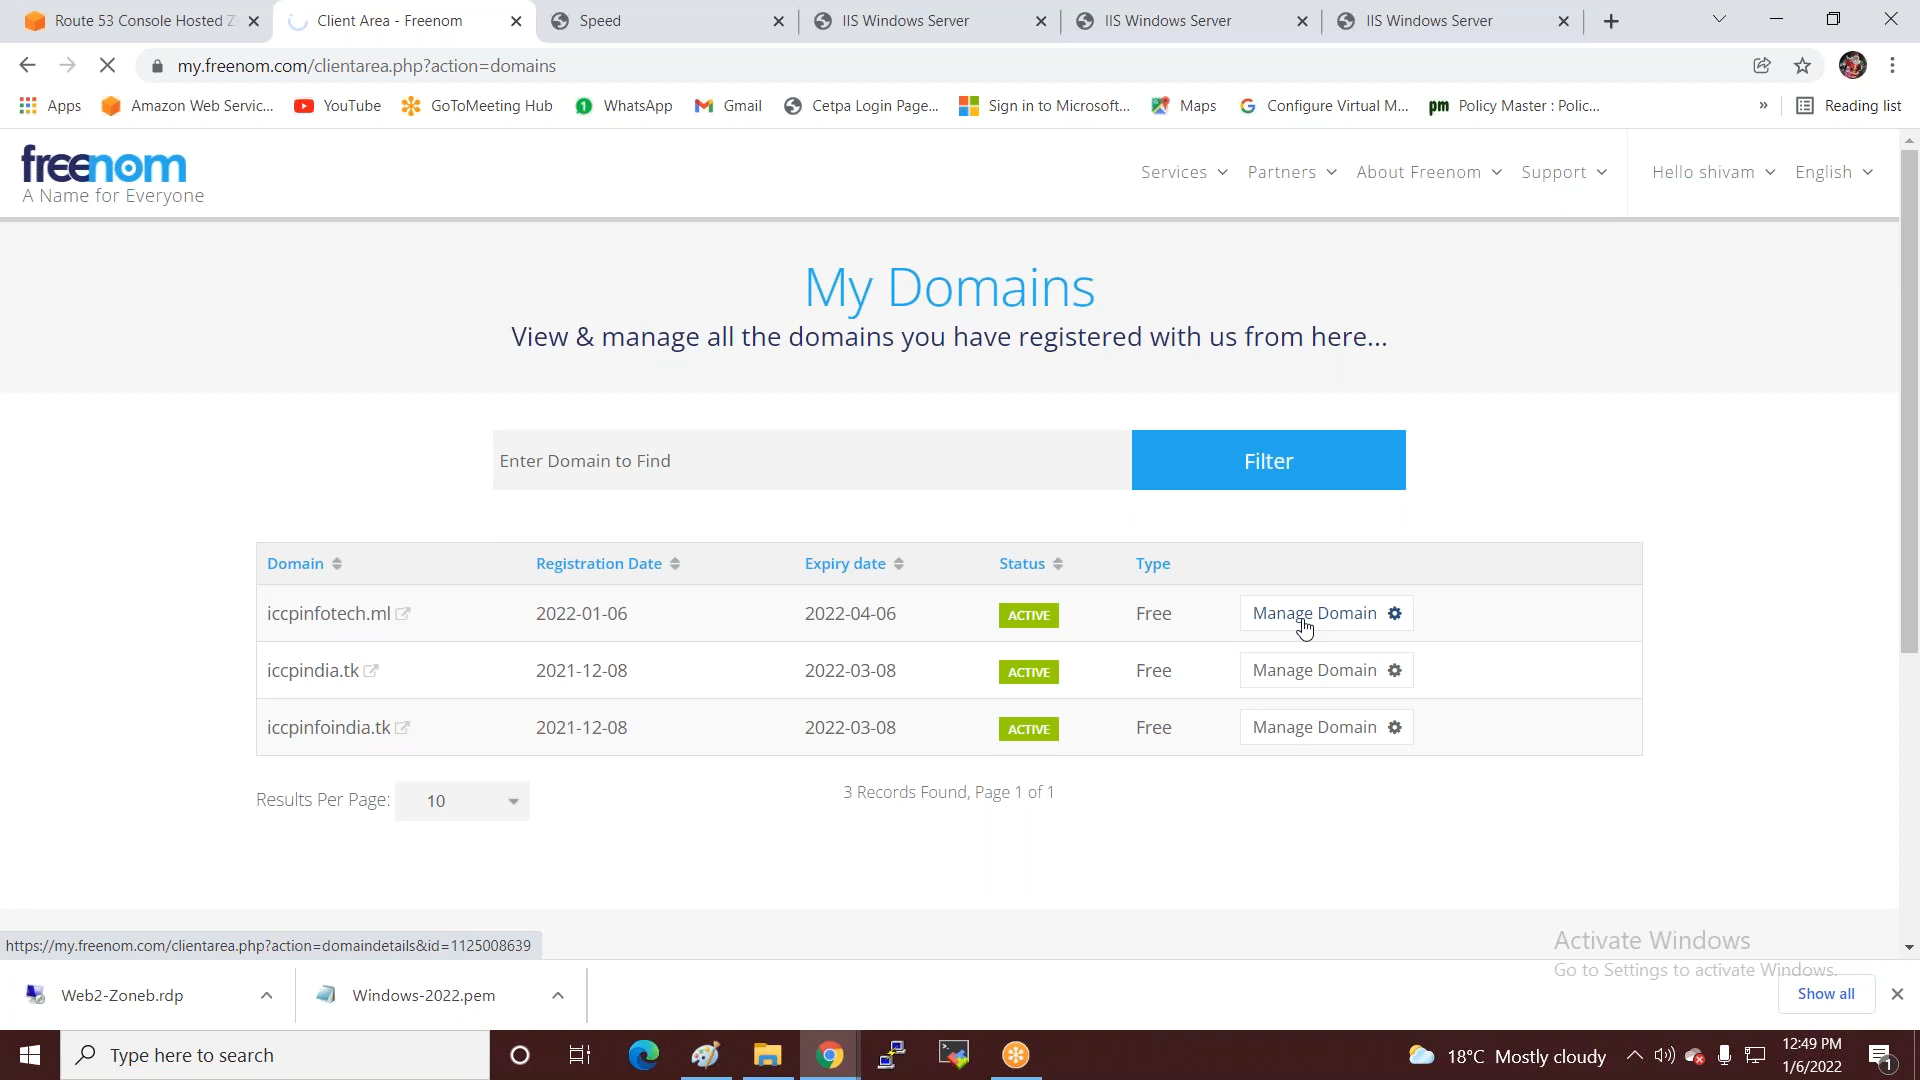 Route 53 Console Hosted Z
Client Area - Freenom
Speed
IIS Windows Server
IIS Windows Server
IIS Windows Server
my.freenom.com/clientarea.php?action=domains
Apps
Amazon Web Servic...
YouTube
GoToMeeting Hub
WhatsApp
Gmail
Cetpa Login Page...
Sign in to Microsoft...
Maps
Configure Virtual M...
pm Policy Master : Polic...
»
Reading list
freenom
A Name for Everyone
Services
Partners
About Freenom
Support
Hello shivam
English
My Domains
View & manage all the domains you have registered with us from here...
Enter Domain to Find
Filter
Domain Registration Date Expiry date Status Type
iccpinfotech.ml 2022-01-06 2022-04-06 ACTIVE Free Manage Domain
iccpindia.tk 2021-12-08 2022-03-08 ACTIVE Free Manage Domain
iccpinfoindia.tk 2021-12-08 2022-03-08 ACTIVE Free Manage Domain
Results Per Page: 10
3 Records Found, Page 1 of 1
https://my.freenom.com/clientarea.php?action=domaindetails&id=1125008639
Activate Windows
Go to Settings to activate Windows.
Web2-Zoneb.rdp
Windows-2022.pem
Show all
Type here to search
18°C Mostly cloudy
12:49 PM
1/6/2022
1